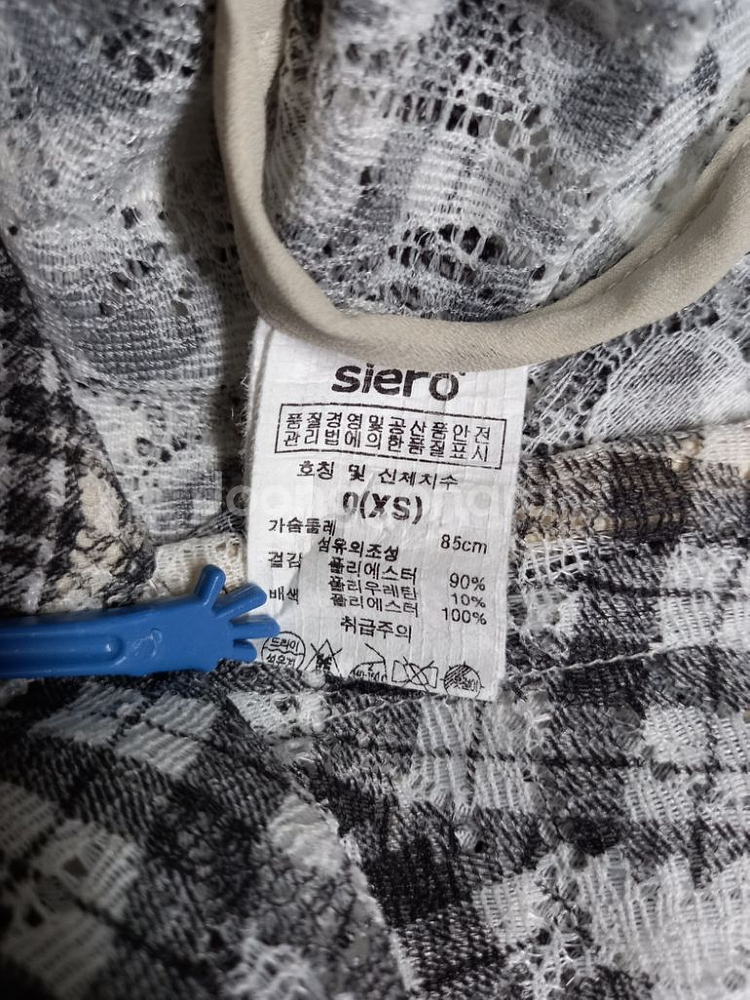 siero
품질경영및공산품안전
관리법에의한품질표시
호칭 및 신체치수
0(XS)
가슴둘레 85cm
섬유의조성
겉감 폴리에스터 90%
폴리우레탄 10%
배색 폴리에스터 100%
취급주의
드라이